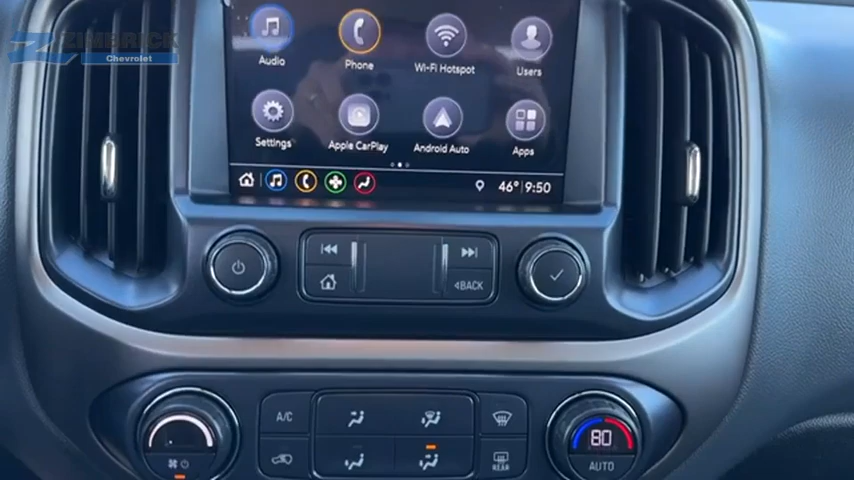 ZIMBRICK
Chevrolet
Audio
Phone
Wi-Fi Hotspot
Users
Settings
Apple CarPlay
Android Auto
Apps
46° 9:50
◃BACK
A/C
REAR
80
AUTO